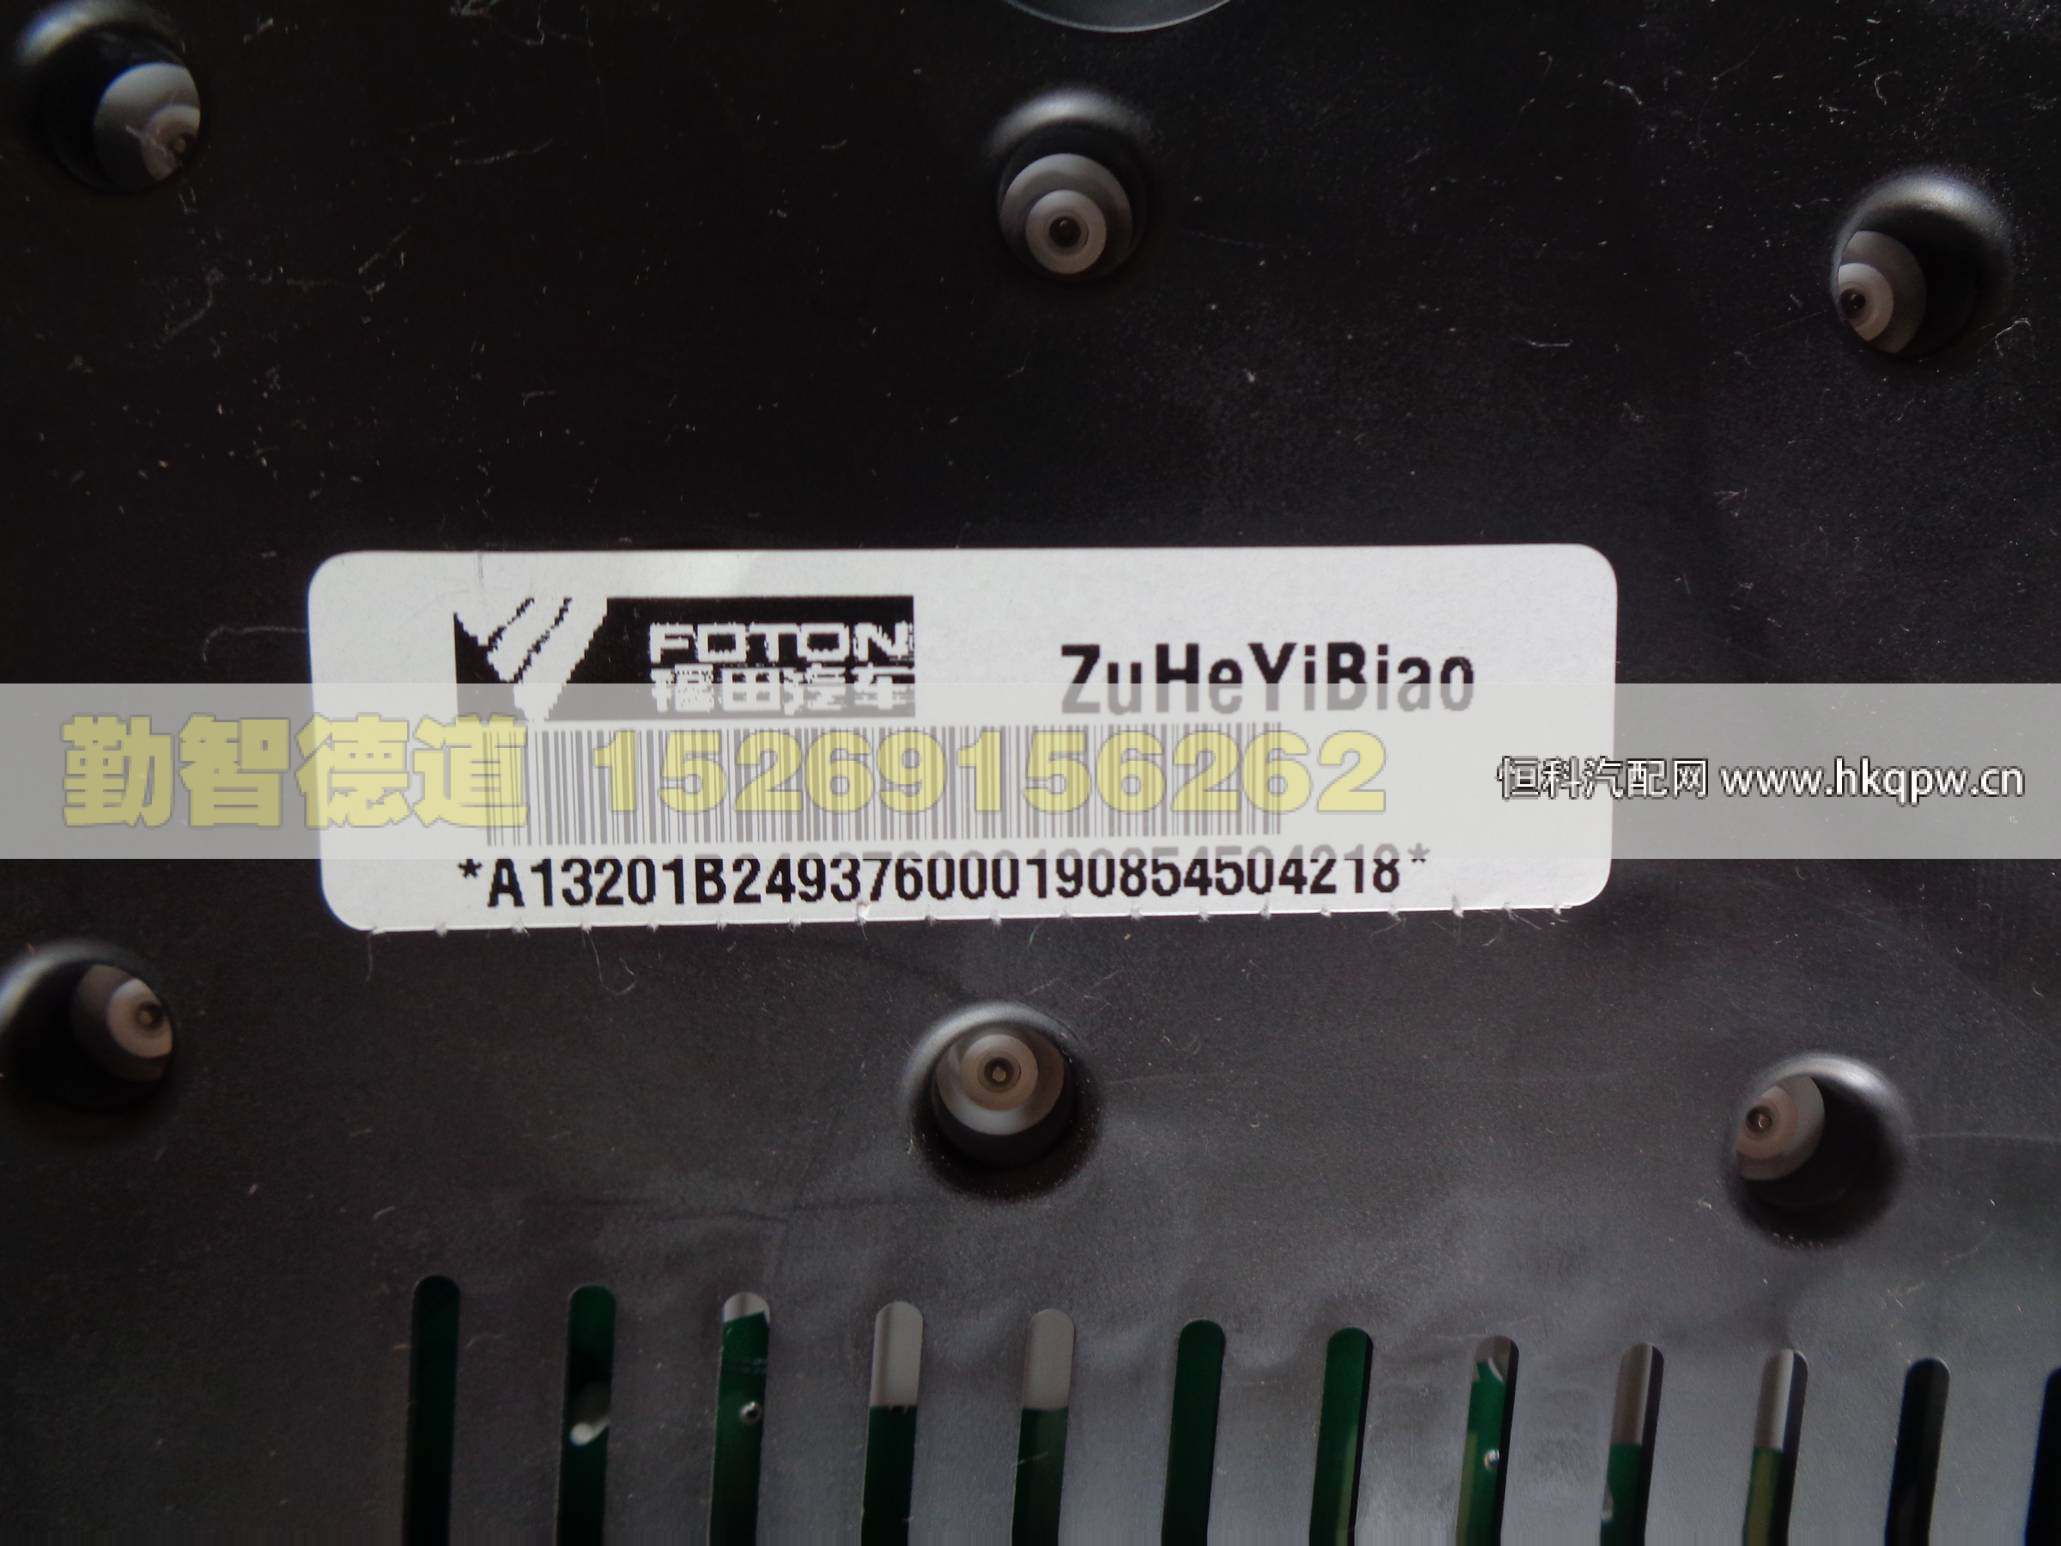 FOTON
福田汽车
ZuHeYiBiao
勤智德道 15269156262
恒科汽配网 www.hkqpw.cn
*A13201B249376000190854504218*